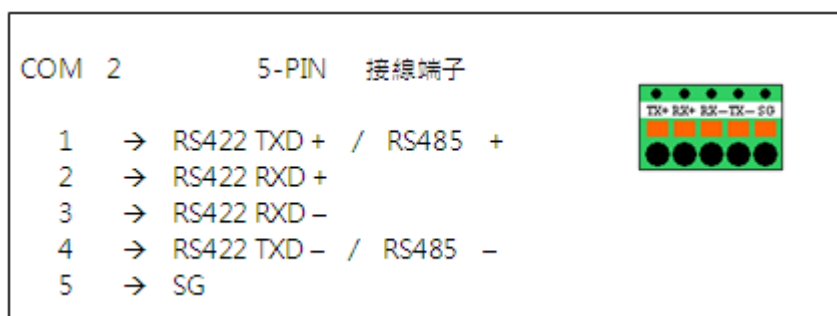 COM 2 5-PIN 接線端子
TX+ RX+ RX- TX- SG
1 → RS422 TXD + / RS485 +
2 → RS422 RXD +
3 → RS422 RXD –
4 → RS422 TXD – / RS485 –
5 → SG